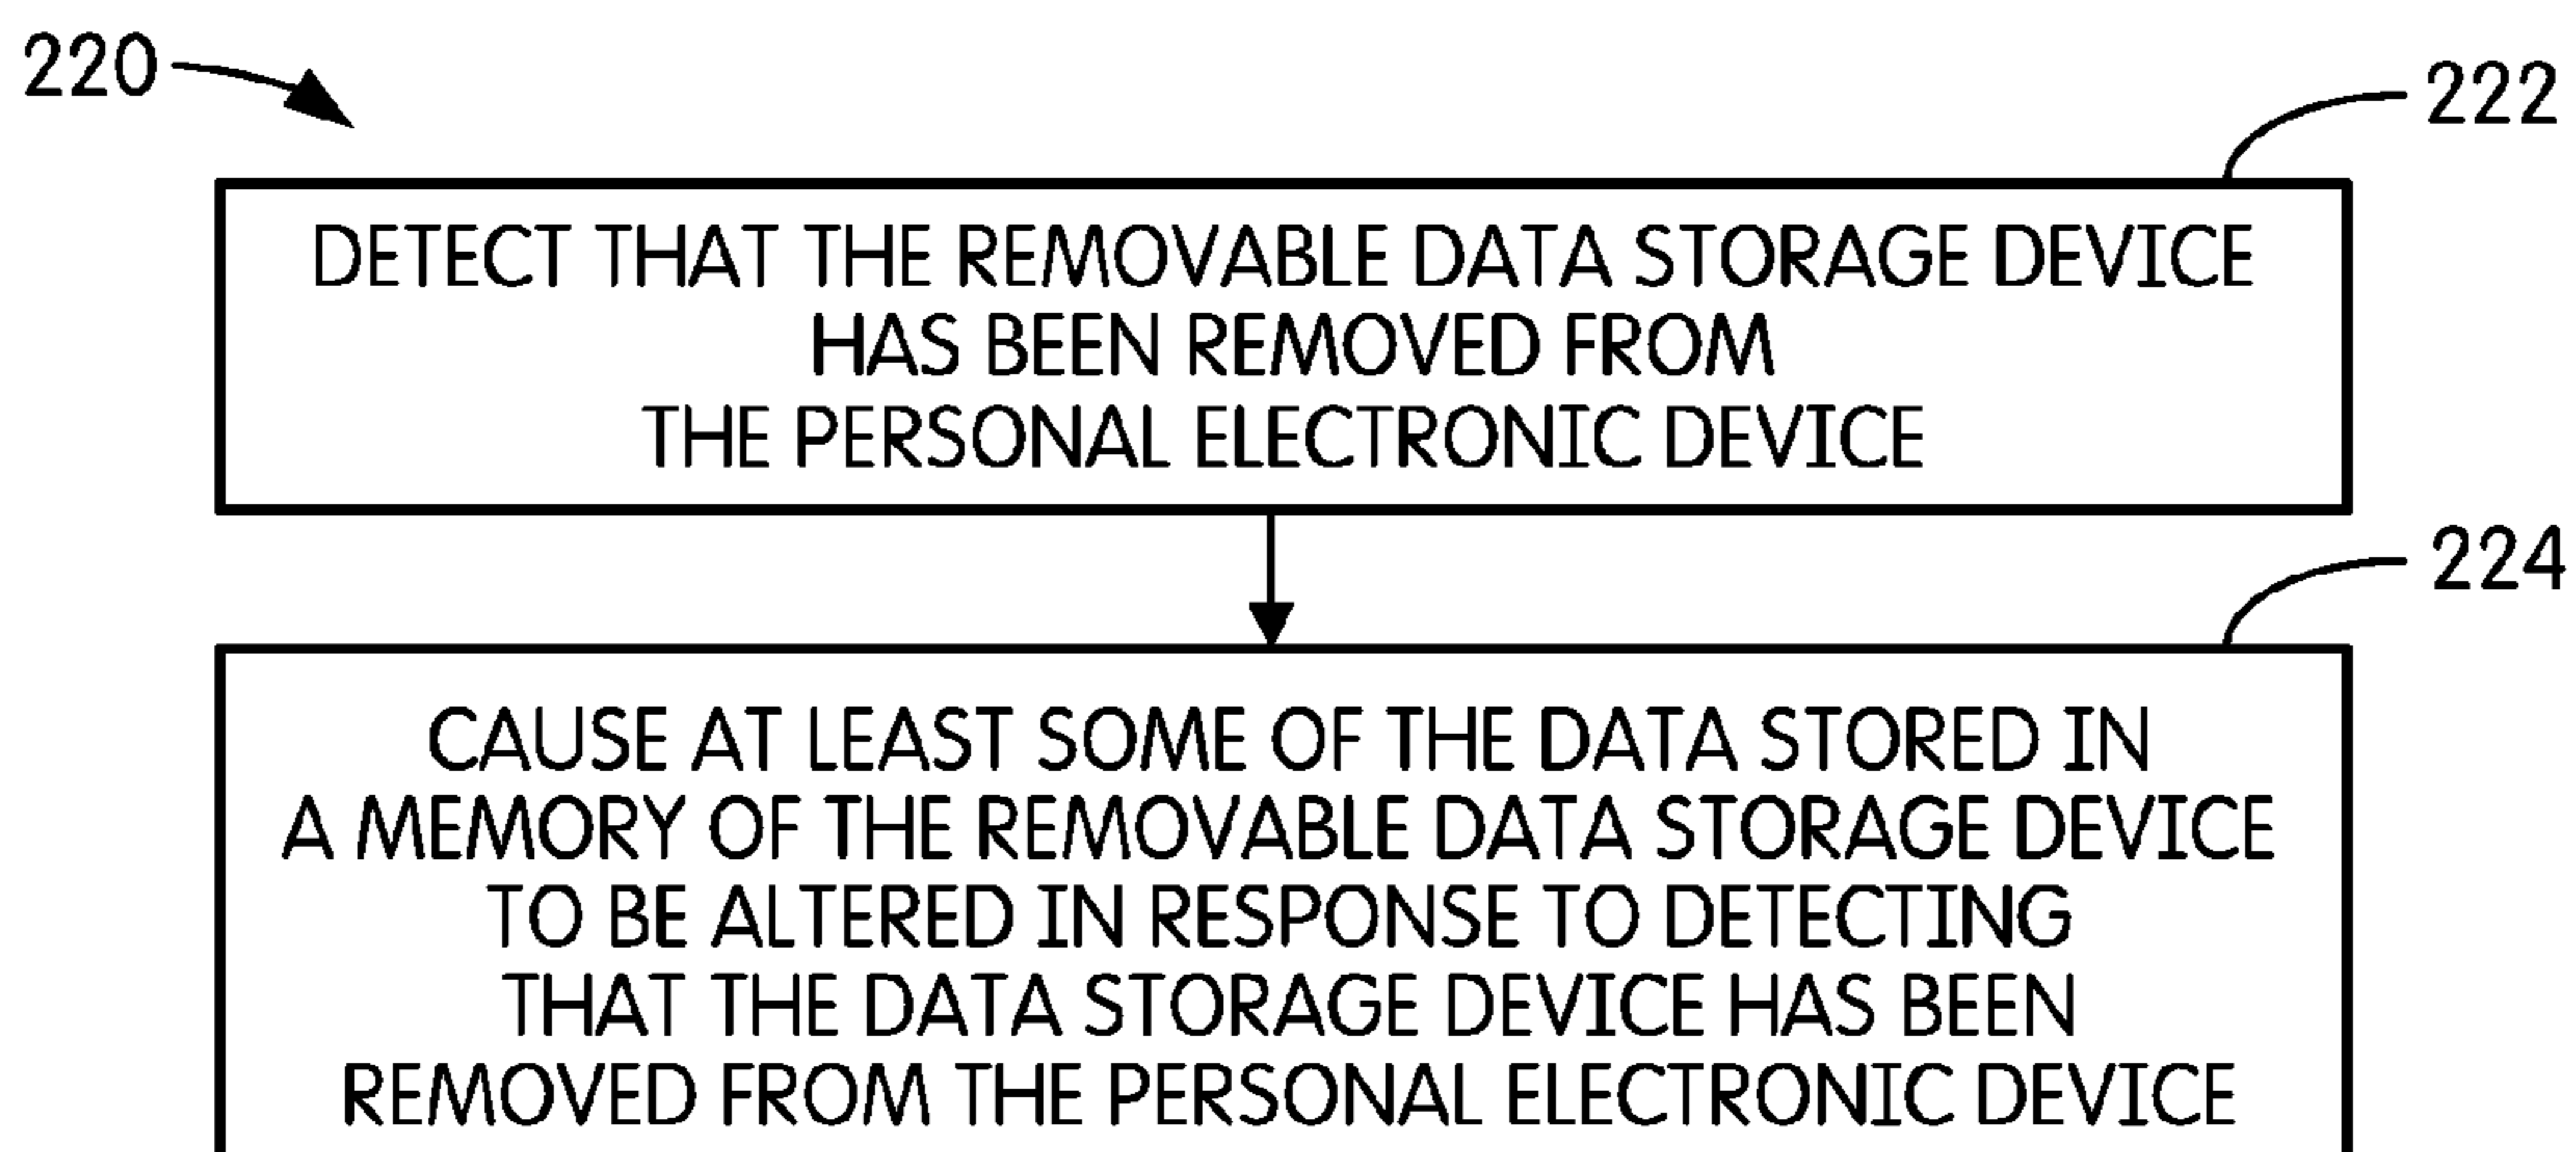 220
222
DETECT THAT THE REMOVABLE DATA STORAGE DEVICE
HAS BEEN REMOVED FROM
THE PERSONAL ELECTRONIC DEVICE
224
CAUSE AT LEAST SOME OF THE DATA STORED IN
A MEMORY OF THE REMOVABLE DATA STORAGE DEVICE
TO BE ALTERED IN RESPONSE TO DETECTING
THAT THE DATA STORAGE DEVICE HAS BEEN
REMOVED FROM THE PERSONAL ELECTRONIC DEVICE